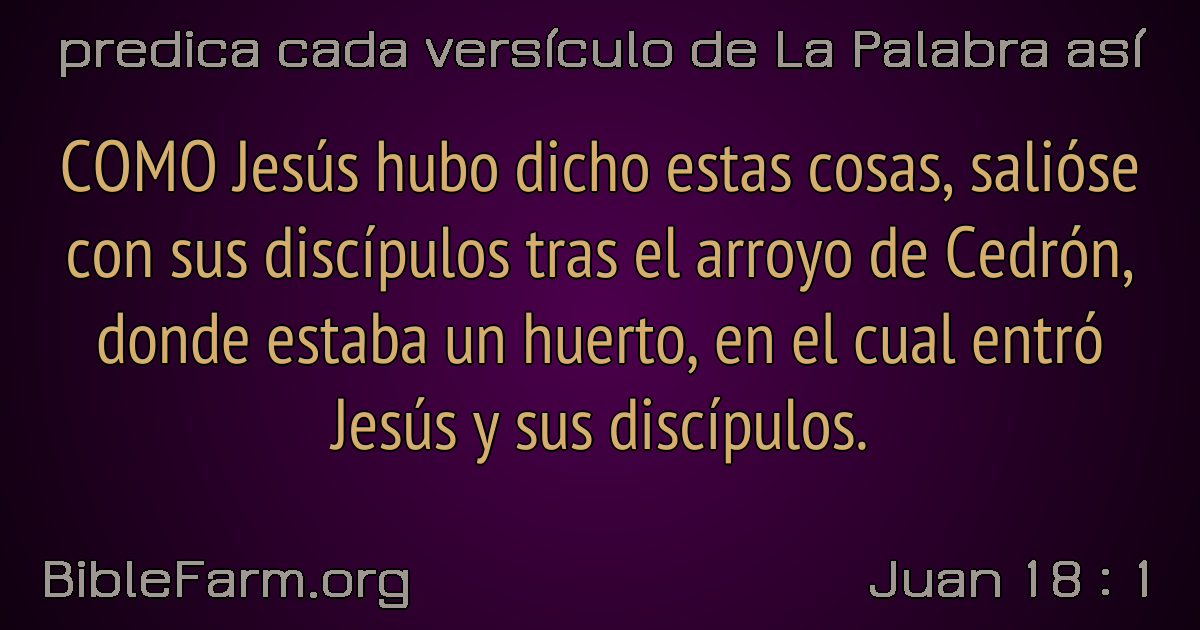 predica cada versículo de La Palabra así
COMO Jesús hubo dicho estas cosas, salióse
con sus discípulos tras el arroyo de Cedrón,
donde estaba un huerto, en el cual entró
Jesús y sus discípulos.
BibleFarm.org
Juan 18 : 1